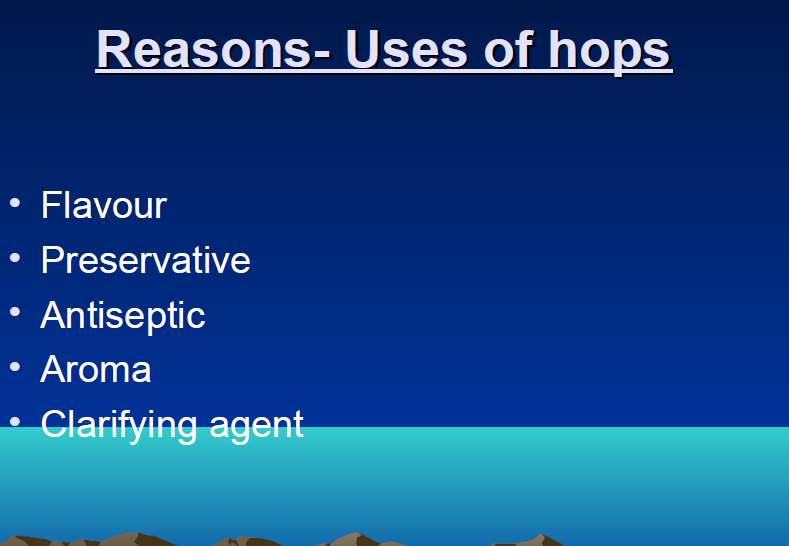 Reasons- Uses of hops
• Flavour
• Preservative
• Antiseptic
• Aroma
• Clarifying agent